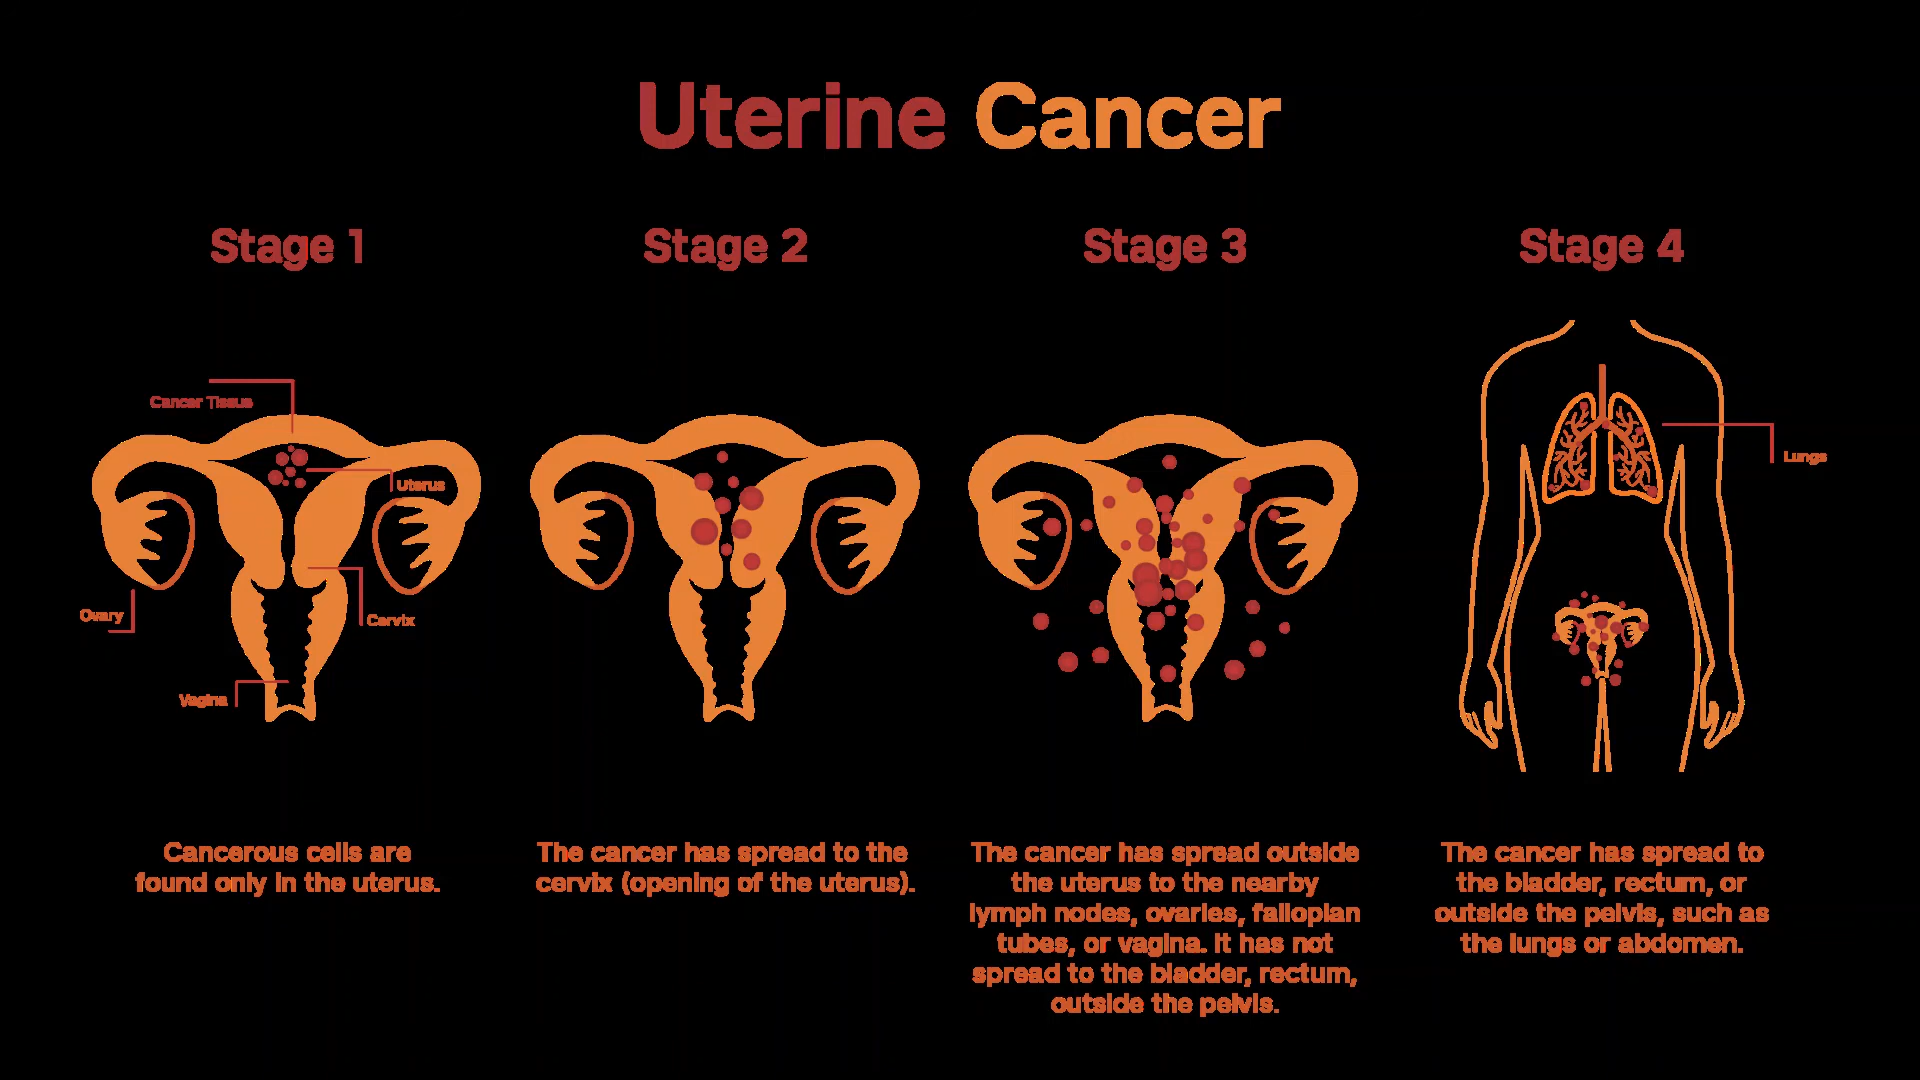 Uterine Cancer
Stage 1
Stage 2
Stage 3
Stage 4
Cancer Tissue
Uterus
Ovary
Cervix
Vagina
Lungs
Cancerous cells are
found only in the uterus.
The cancer has spread to the
cervix (opening of the uterus).
The cancer has spread outside
the uterus to the nearby
lymph nodes, ovaries, fallopian
tubes, or vagina. It has not
spread to the bladder, rectum,
outside the pelvis.
The cancer has spread to
the bladder, rectum, or
outside the pelvis, such as
the lungs or abdomen.